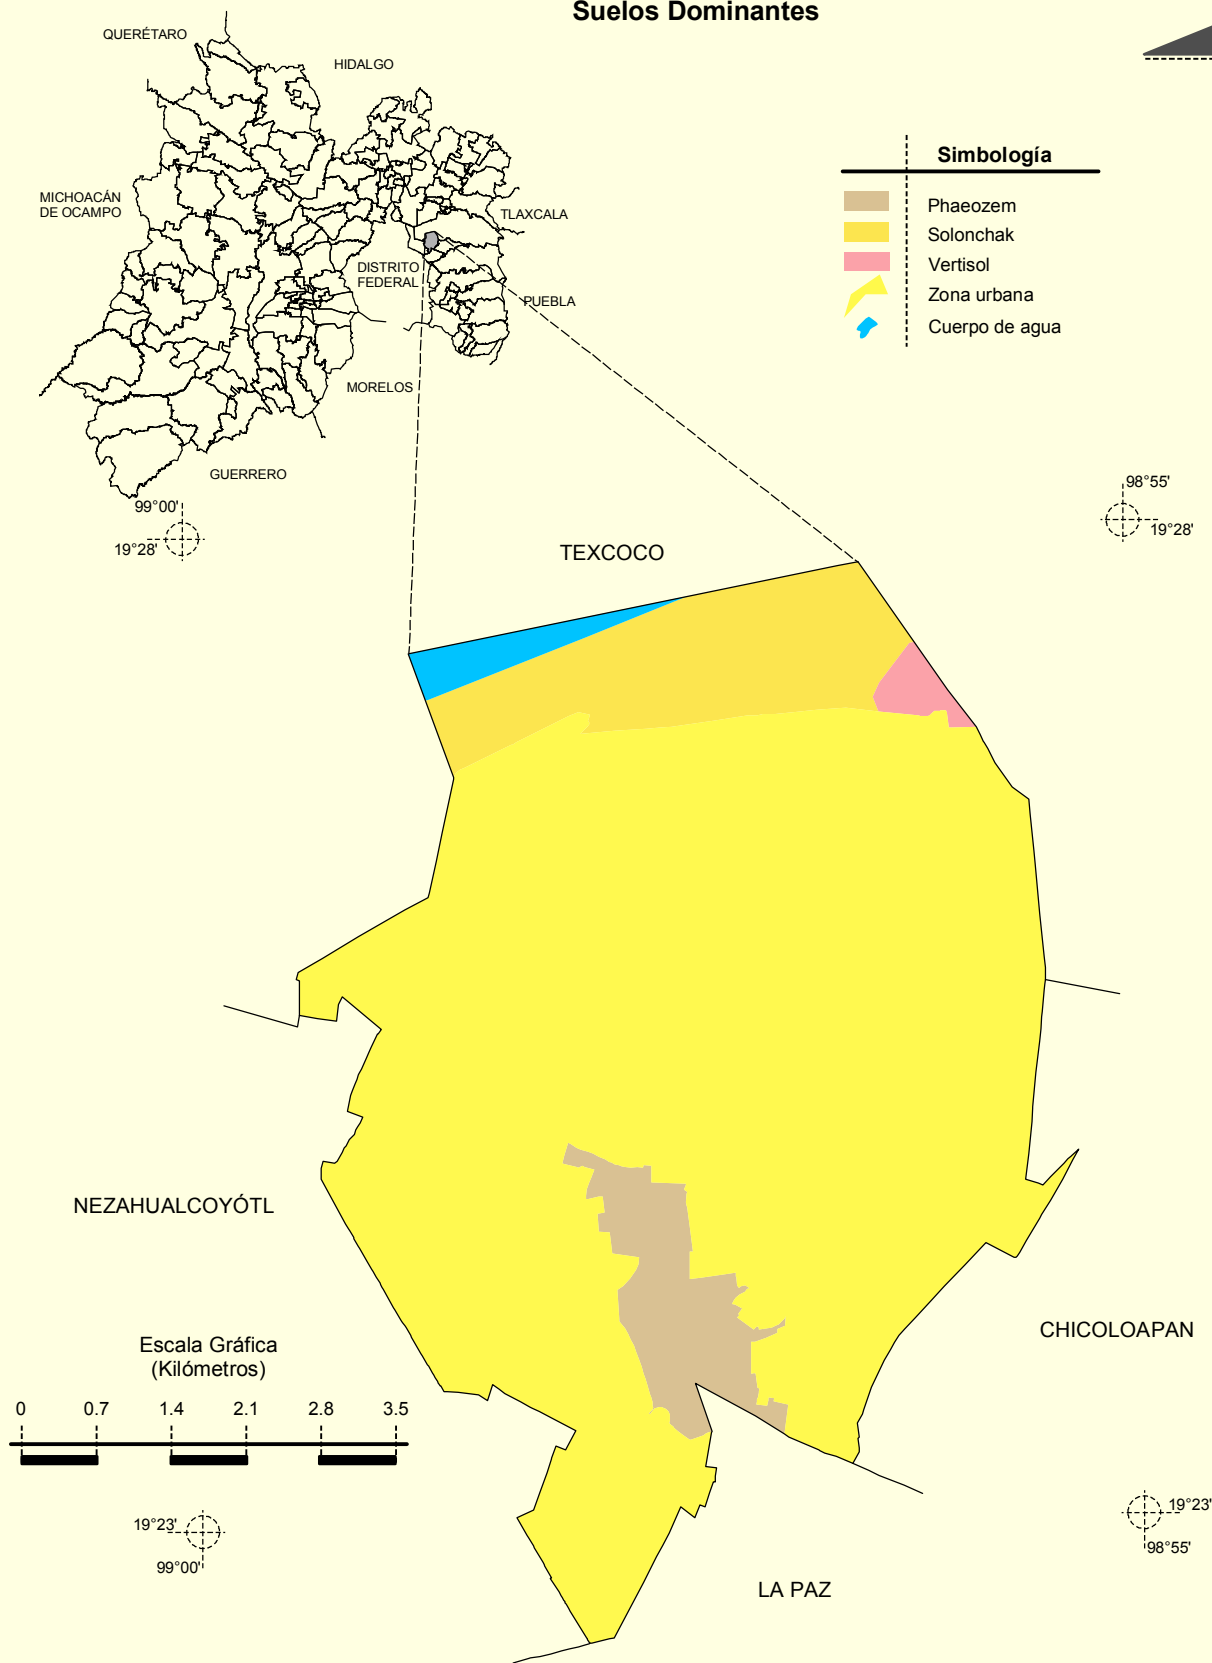 Suelos Dominantes
QUERÉTARO
HIDALGO
MICHOACÁN
DE OCAMPO
TLAXCALA
DISTRITO
FEDERAL
PUEBLA
MORELOS
GUERRERO
Simbología
Phaeozem
Solonchak
Vertisol
Zona urbana
Cuerpo de agua
99°00'
19°28'
98°55'
19°28'
TEXCOCO
NEZAHUALCOYÓTL
CHICOLOAPAN
LA PAZ
Escala Gráfica
(Kilómetros)
0 0.7 1.4 2.1 2.8 3.5
19°23'
99°00'
19°23'
98°55'